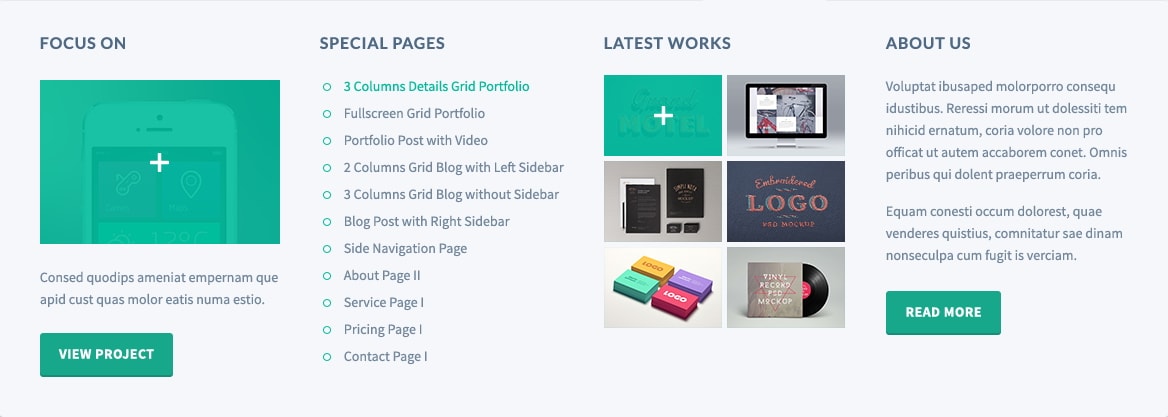 FOCUS ON
Consed quodips ameniat empernam que
apid cust quas molor eatis numa estio.
VIEW PROJECT
SPECIAL PAGES
3 Columns Details Grid Portfolio
Fullscreen Grid Portfolio
Portfolio Post with Video
2 Columns Grid Blog with Left Sidebar
3 Columns Grid Blog without Sidebar
Blog Post with Right Sidebar
Side Navigation Page
About Page II
Service Page I
Pricing Page I
Contact Page I
LATEST WORKS
MOTEL
Embroidered
LOGO
PSD MOCKUP
LOGO
LOGO
VINYL
RECORD
PSD
MOCKUP
ABOUT US
Voluptat ibusaped molorporro consequ
idustibus. Reressi morum ut dolessiti tem
nihicid ernatum, coria volore non pro
officat ut autem accaborem conet. Omnis
peribus qui dolent praeperrum coria.
Equam conesti occum dolorest, quae
venderes quistius, comnitatur sae dinam
nonseculpa cum fugit is verciam.
READ MORE